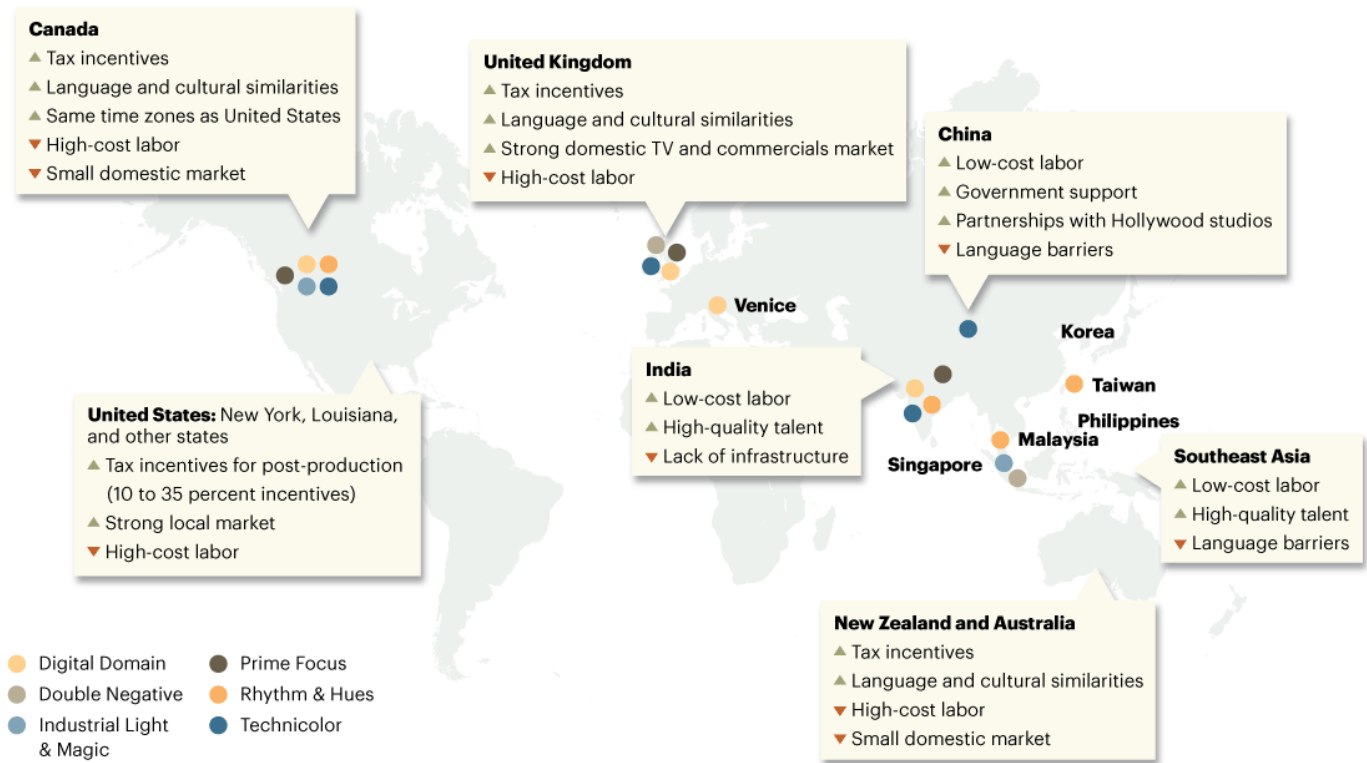 Canada
Tax incentives
Language and cultural similarities
Same time zones as United States
High-cost labor
Small domestic market
United Kingdom
Tax incentives
Language and cultural similarities
Strong domestic TV and commercials market
High-cost labor
China
Low-cost labor
Government support
Partnerships with Hollywood studios
Language barriers
Venice
Korea
India
Low-cost labor
High-quality talent
Lack of infrastructure
Taiwan
Philippines
Malaysia
Singapore
United States: New York, Louisiana,
and other states
Tax incentives for post-production
(10 to 35 percent incentives)
Strong local market
High-cost labor
Southeast Asia
Low-cost labor
High-quality talent
Language barriers
New Zealand and Australia
Tax incentives
Language and cultural similarities
High-cost labor
Small domestic market
Digital Domain
Double Negative
Industrial Light
& Magic
Prime Focus
Rhythm & Hues
Technicolor